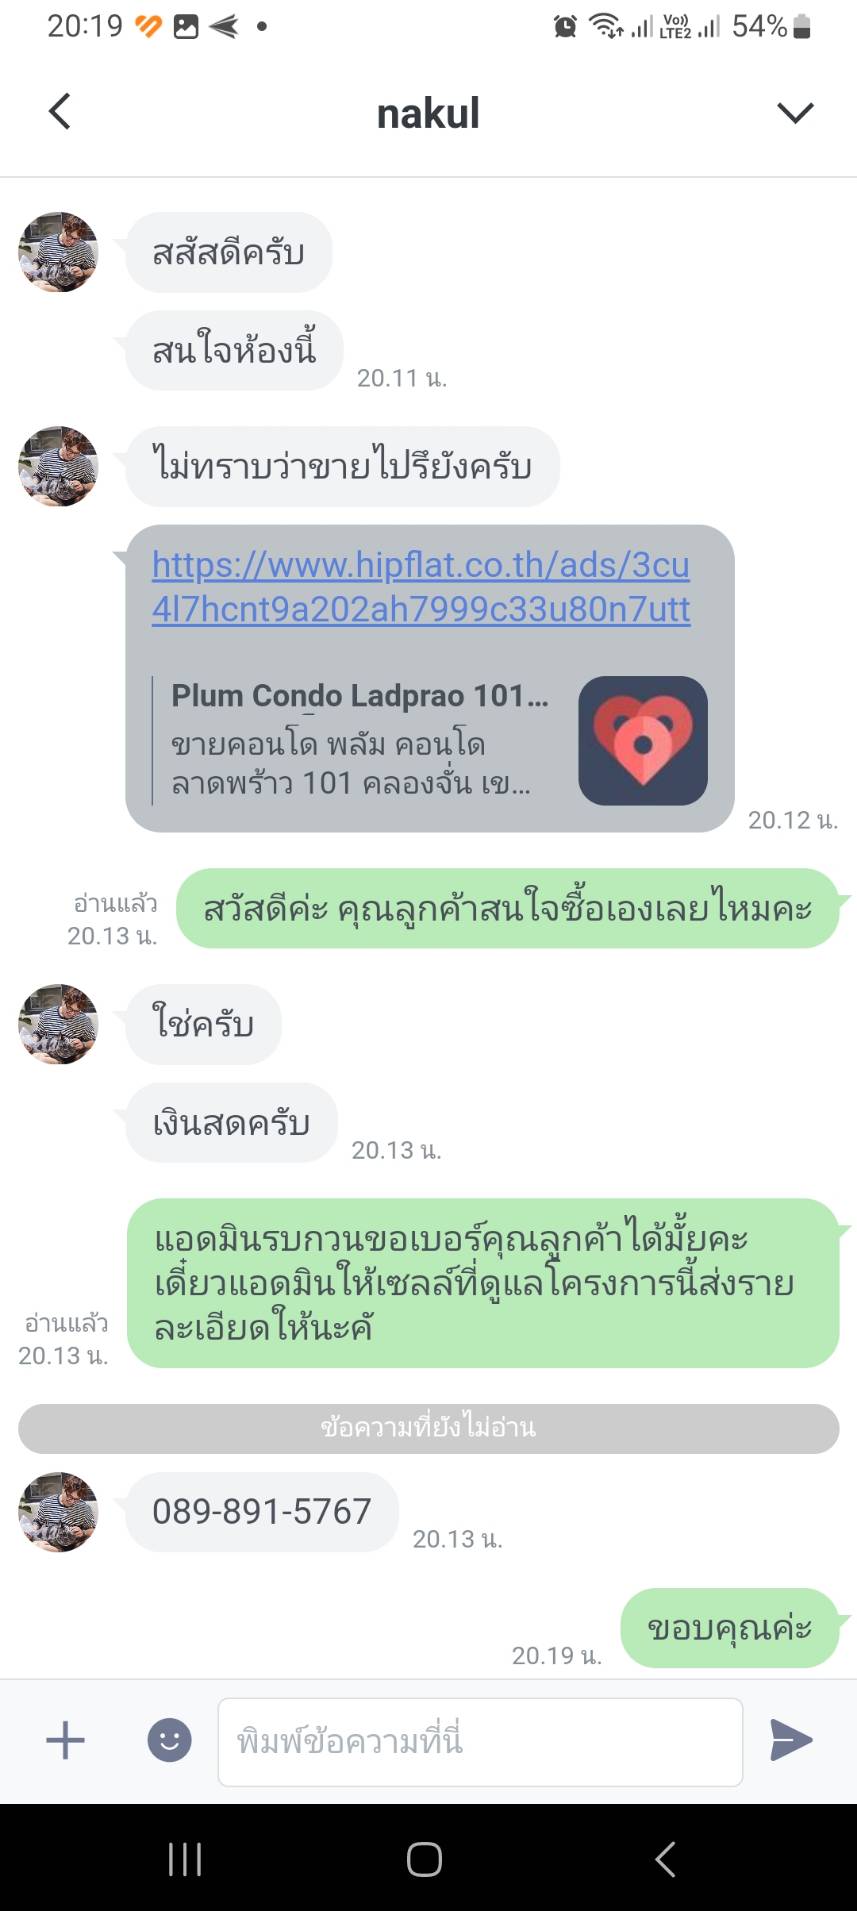 20:19
Vo))
LTE2
54%
nakul
สสัสดีครับ
สนใจห้องนี้
20.11 น.
ไม่ทราบว่าขายไปรึยังครับ
https://www.hipflat.co.th/ads/3cu
4l7hcnt9a202ah7999c33u80n7utt
Plum Condo Ladprao 101...
ขายคอนโด พลัม คอนโด
ลาดพร้าว 101 คลองจั่น เข...
20.12 น.
สวัสดีค่ะ คุณลูกค้าสนใจซื้อเองเลยไหมคะ
อ่านแล้ว
20.13 น.
ใช่ครับ
เงินสดครับ
20.13 น.
แอดมินรบกวนขอเบอร์คุณลูกค้าได้มั้ยคะ
เดี๋ยวแอดมินให้เซลล์ที่ดูแลโครงการนี้ส่งราย
ละเอียดให้นะคั
อ่านแล้ว
20.13 น.
ข้อความที่ยังไม่อ่าน
089-891-5767
20.13 น.
ขอบคุณค่ะ
20.19 น.
พิมพ์ข้อความที่นี่